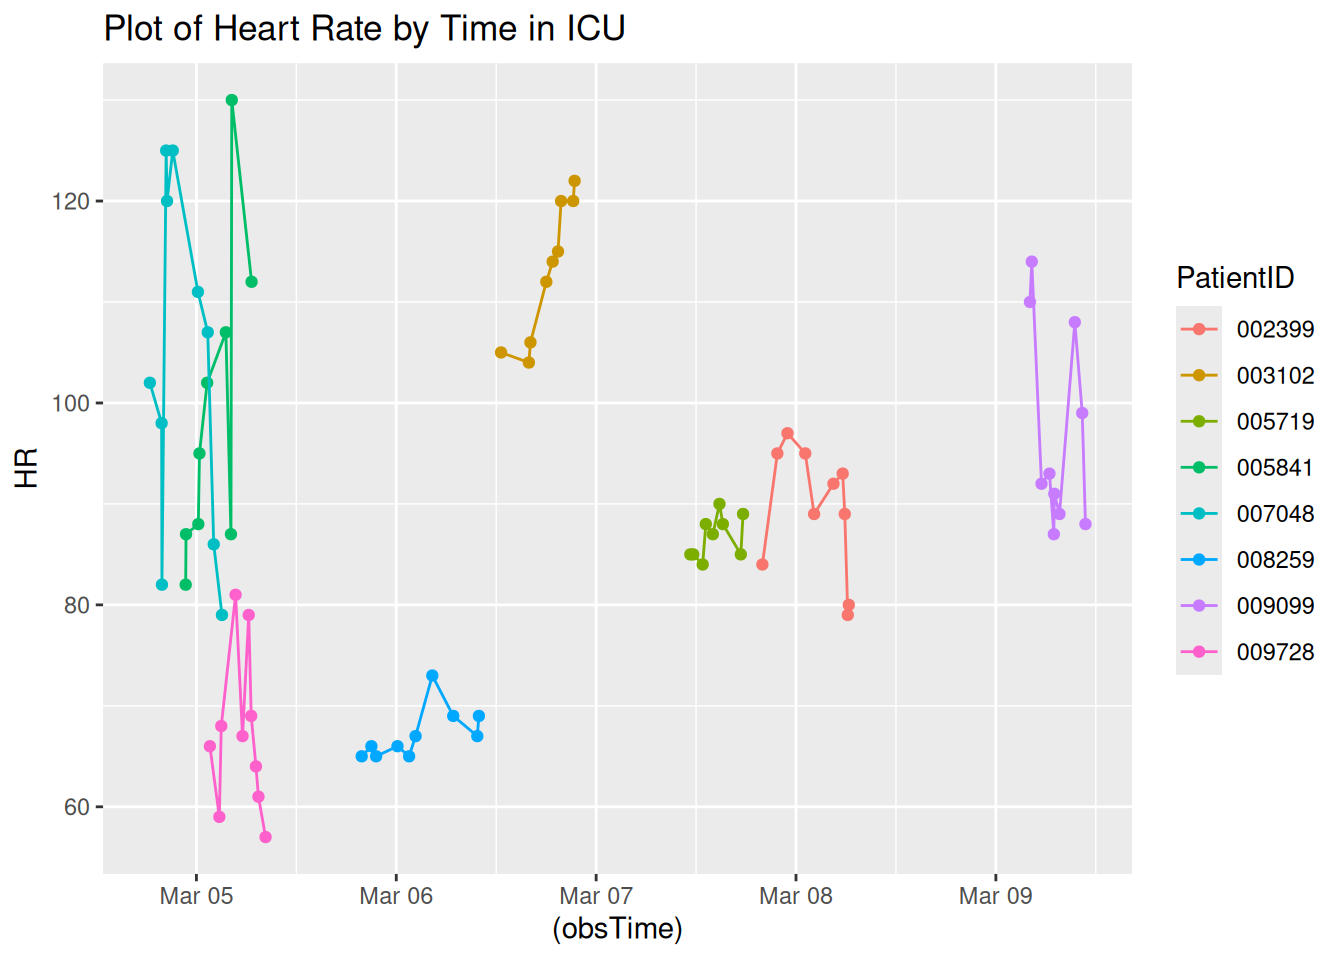 Plot of Heart Rate by Time in ICU
120
100
80
60
HR
Mar 05 Mar 06 Mar 07 Mar 08 Mar 09
(obsTime)
PatientID
002399
003102
005719
005841
007048
008259
009099
009728